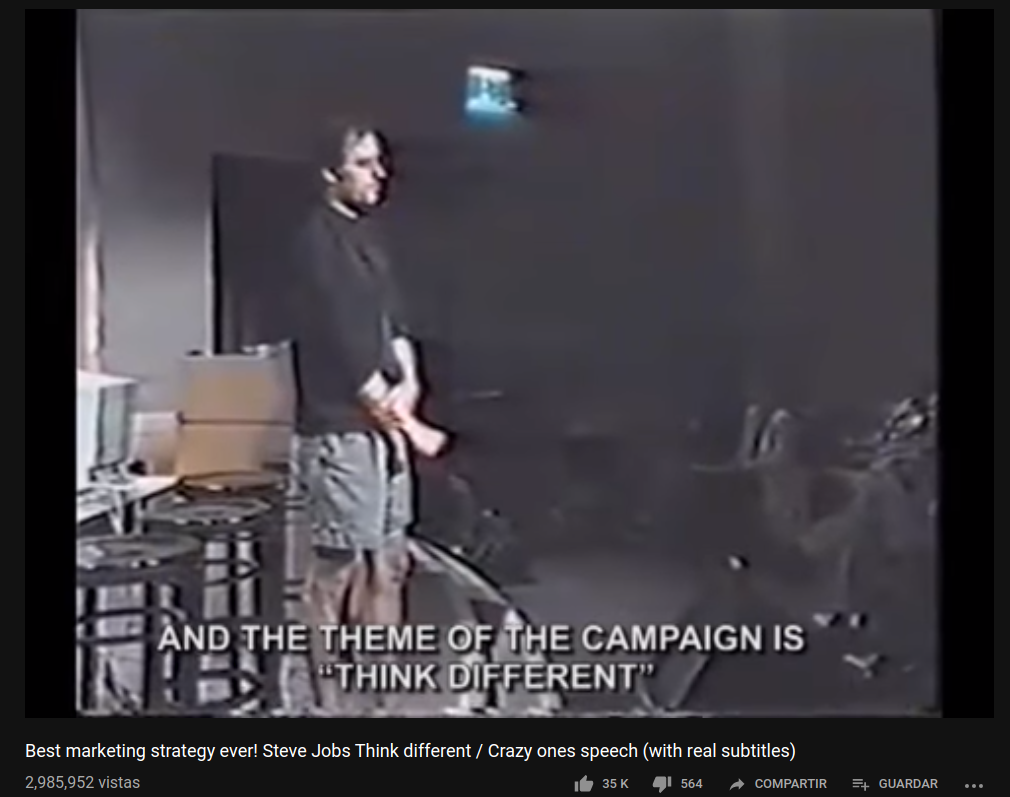 AND THE THEME OF THE CAMPAIGN IS
“THINK DIFFERENT”
Best marketing strategy ever! Steve Jobs Think different / Crazy ones speech (with real subtitles)
2,985,952 vistas
35 K
564
COMPARTIR
GUARDAR